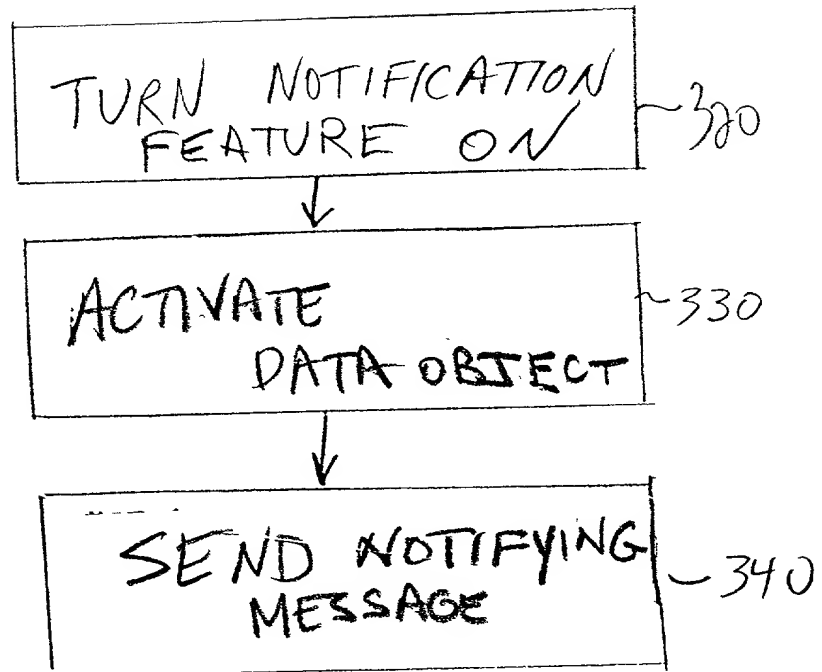 TURN NOTIFICATION
FEATURE ON
320
ACTIVATE
330
DATA OBJECT
SEND NOTIFYING
340
MESSAGE